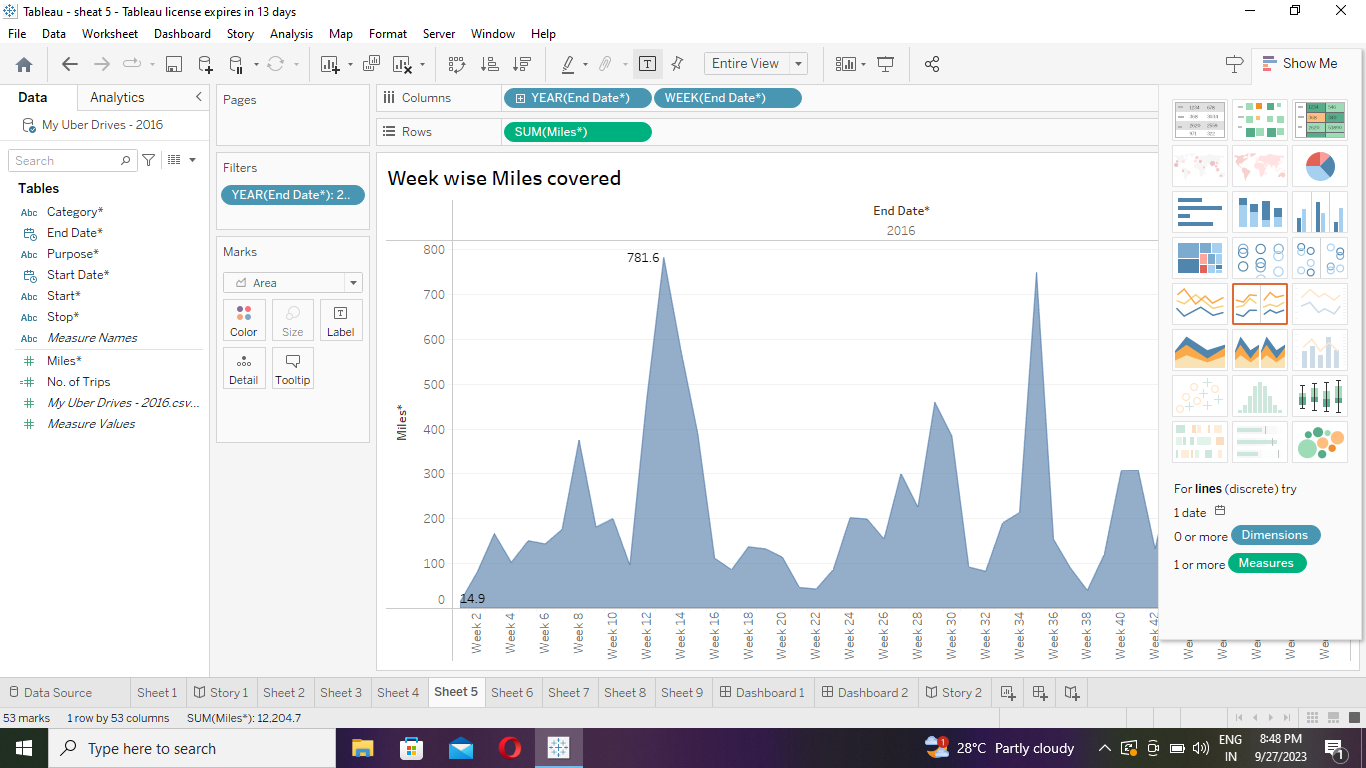 Tableau - sheat 5 - Tableau license expires in 13 days
File Data Worksheet Dashboard Story Analysis Map Format Server Window Help
Entire View
Show Me
Data Analytics
My Uber Drives - 2016
Search
Tables
Abc Category*
End Date*
Abc Purpose*
Start Date*
Abc Start*
Abc Stop*
Abc Measure Names
Miles*
No. of Trips
My Uber Drives - 2016.csv...
Measure Values
Pages
Filters
YEAR(End Date*): 2..
Marks
Area
Color Size Label
Detail Tooltip
Columns YEAR(End Date*) WEEK(End Date*)
Rows SUM(Miles*)
Week wise Miles covered
End Date*
2016
Miles*
800
700
600
500
400
300
200
100
0
781.6
14.9
Week 2 Week 4 Week 6 Week 8 Week 10 Week 12 Week 14 Week 16 Week 18 Week 20 Week 22 Week 24 Week 26 Week 28 Week 30 Week 32 Week 34 Week 36 Week 38 Week 40 Week 42
For lines (discrete) try
1 date
0 or more Dimensions
1 or more Measures
Data Source Sheet 1 Story 1 Sheet 2 Sheet 3 Sheet 4 Sheet 5 Sheet 6 Sheet 7 Sheet 8 Sheet 9 Dashboard 1 Dashboard 2 Story 2
53 marks 1 row by 53 columns SUM(Miles*): 12,204.7
Type here to search
1
28°C Partly cloudy
ENG
IN
8:48 PM
9/27/2023
1